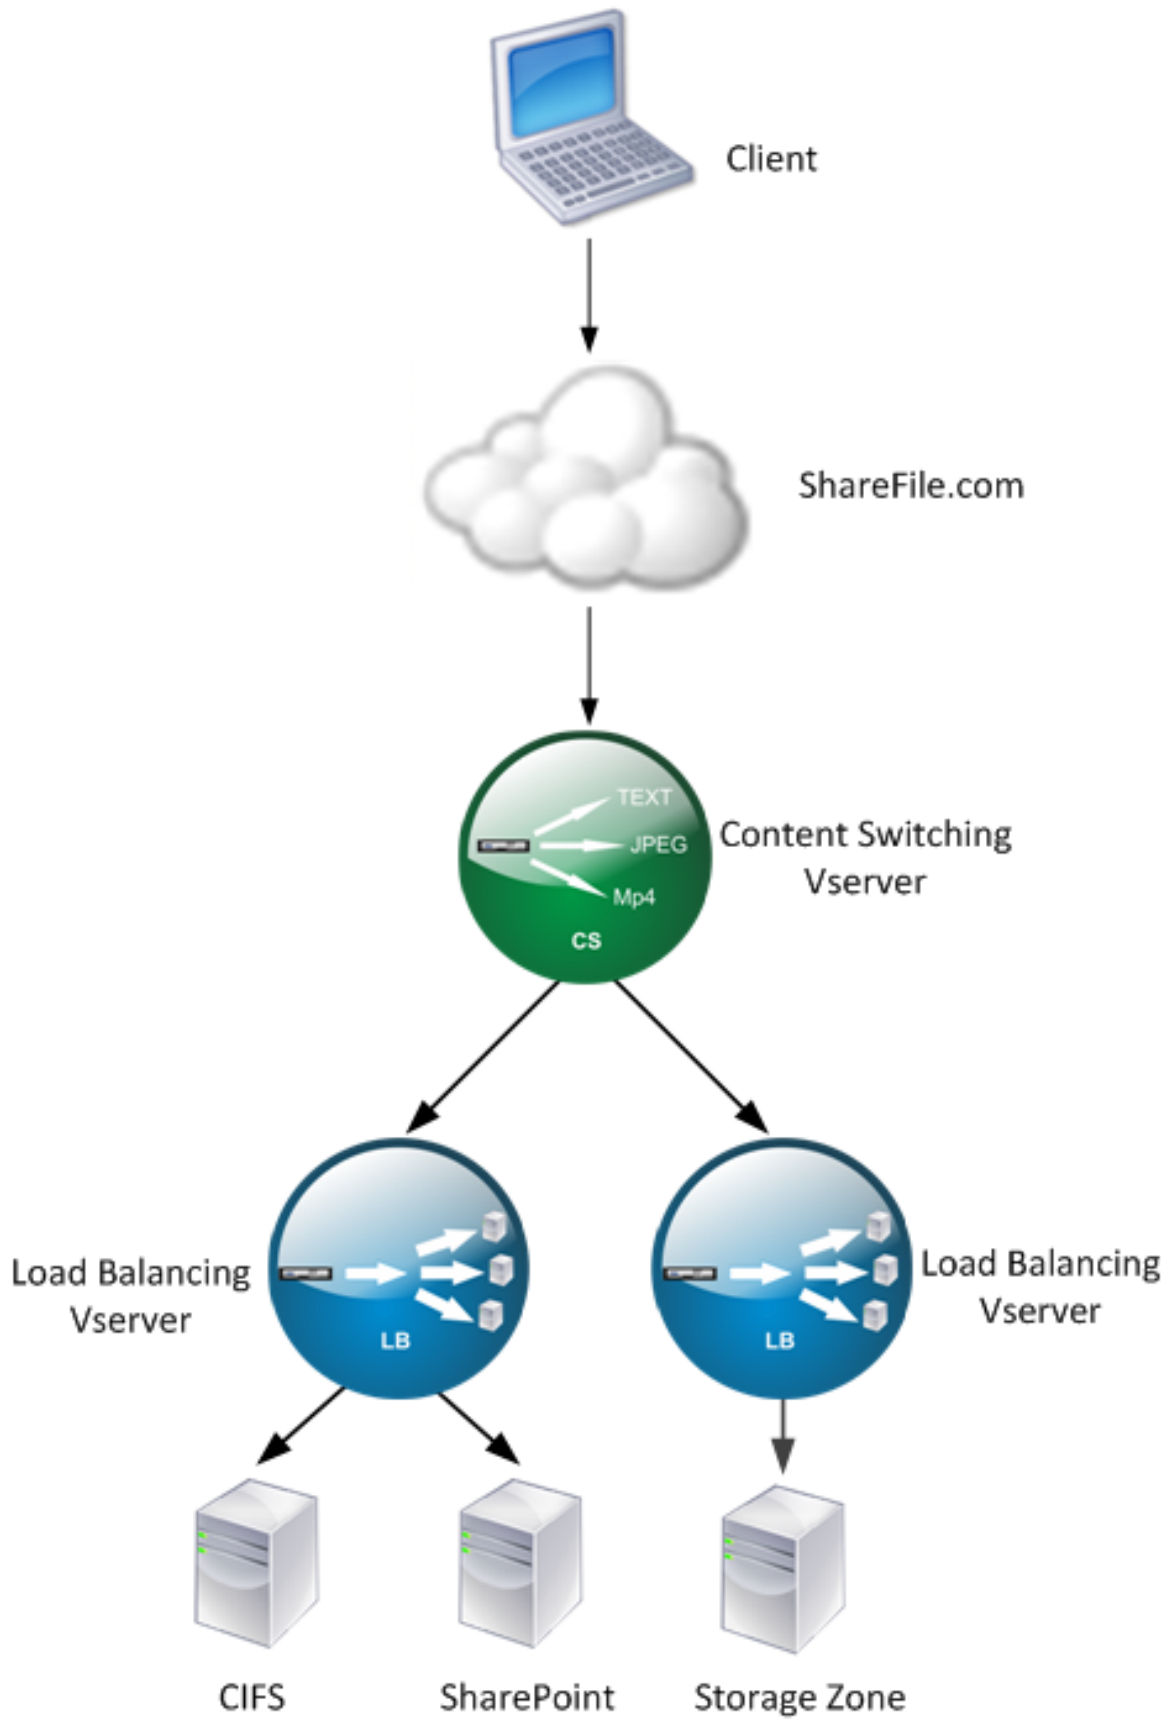 Client
ShareFile.com
TEXT
JPEG
Mp4
CS
Content Switching
Vserver
Load Balancing
Vserver
LB
LB
Load Balancing
Vserver
CIFS
SharePoint
Storage Zone